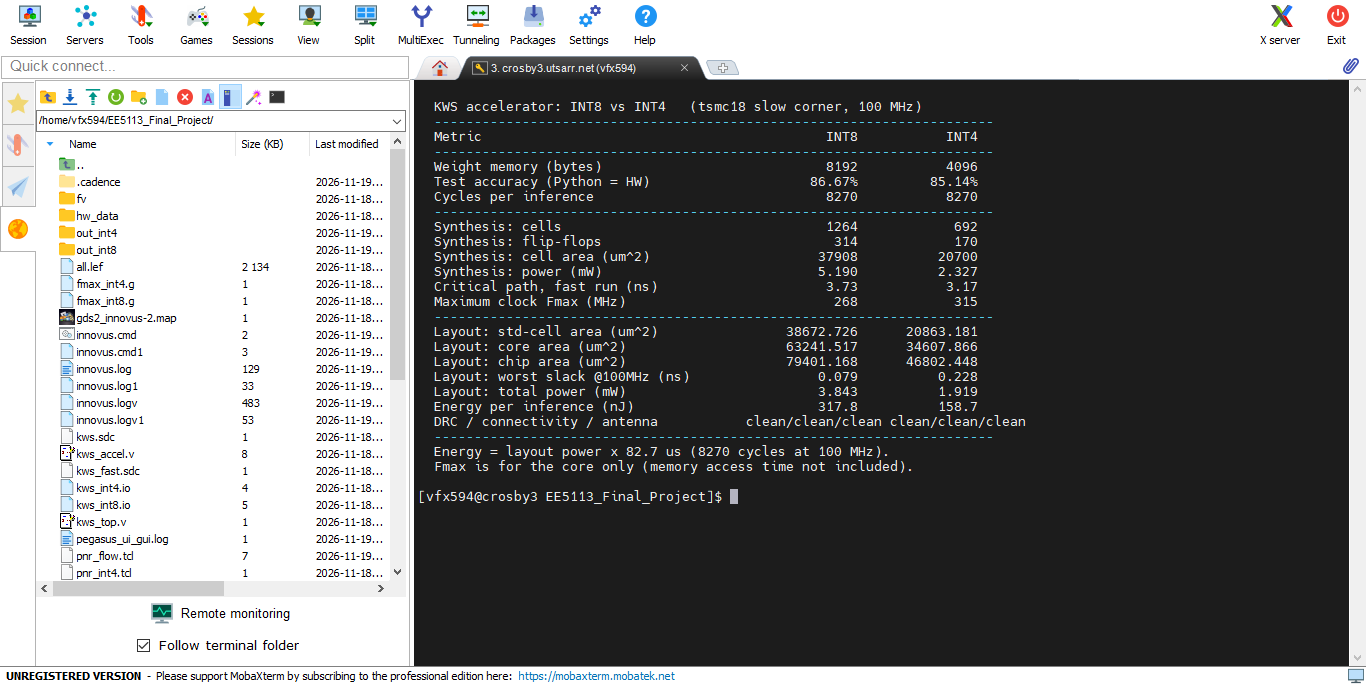 Session Servers Tools Games Sessions View Split MultiExec Tunneling Packages Settings Help X server Exit
Quick connect...
3. crosby3.utsarr.net (vfx594)
/home/vfx594/EE5113_Final_Project/
Name Size (KB) Last modified
..
.cadence 2026-11-19...
fv 2026-11-18...
hw_data 2026-11-18...
out_int4 2026-11-18...
out_int8 2026-11-18...
all.lef 2 134 2026-11-18...
fmax_int4.g 1 2026-11-18...
fmax_int8.g 1 2026-11-18...
gds2_innovus-2.map 1 2026-11-18...
innovus.cmd 2 2026-11-19...
innovus.cmd1 3 2026-11-19...
innovus.log 129 2026-11-19...
innovus.log1 33 2026-11-19...
innovus.logv 483 2026-11-19...
innovus.logv1 53 2026-11-19...
kws.sdc 1 2026-11-18...
kws_accel.v 8 2026-11-18...
kws_fast.sdc 1 2026-11-18...
kws_int4.io 4 2026-11-18...
kws_int8.io 5 2026-11-18...
kws_top.v 1 2026-11-18...
pegasus_ui_gui.log 1 2026-11-19...
pnr_flow.tcl 7 2026-11-19...
pnr_int4.tcl 1 2026-11-18...
Remote monitoring
Follow terminal folder
KWS accelerator: INT8 vs INT4 (tsmc18 slow corner, 100 MHz)
----------------------------------------------------------------------
Metric INT8 INT4
----------------------------------------------------------------------
Weight memory (bytes) 8192 4096
Test accuracy (Python = HW) 86.67% 85.14%
Cycles per inference 8270 8270
----------------------------------------------------------------------
Synthesis: cells 1264 692
Synthesis: flip-flops 314 170
Synthesis: cell area (um^2) 37908 20700
Synthesis: power (mW) 5.190 2.327
Critical path, fast run (ns) 3.73 3.17
Maximum clock Fmax (MHz) 268 315
----------------------------------------------------------------------
Layout: std-cell area (um^2) 38672.726 20863.181
Layout: core area (um^2) 63241.517 34607.866
Layout: chip area (um^2) 79401.168 46802.448
Layout: worst slack @100MHz (ns) 0.079 0.228
Layout: total power (mW) 3.843 1.919
Energy per inference (nJ) 317.8 158.7
DRC / connectivity / antenna clean/clean/clean clean/clean/clean
----------------------------------------------------------------------
Energy = layout power x 82.7 us (8270 cycles at 100 MHz).
Fmax is for the core only (memory access time not included).
[vfx594@crosby3 EE5113_Final_Project]$
UNREGISTERED VERSION - Please support MobaXterm by subscribing to the professional edition here: https://mobaxterm.mobatek.net